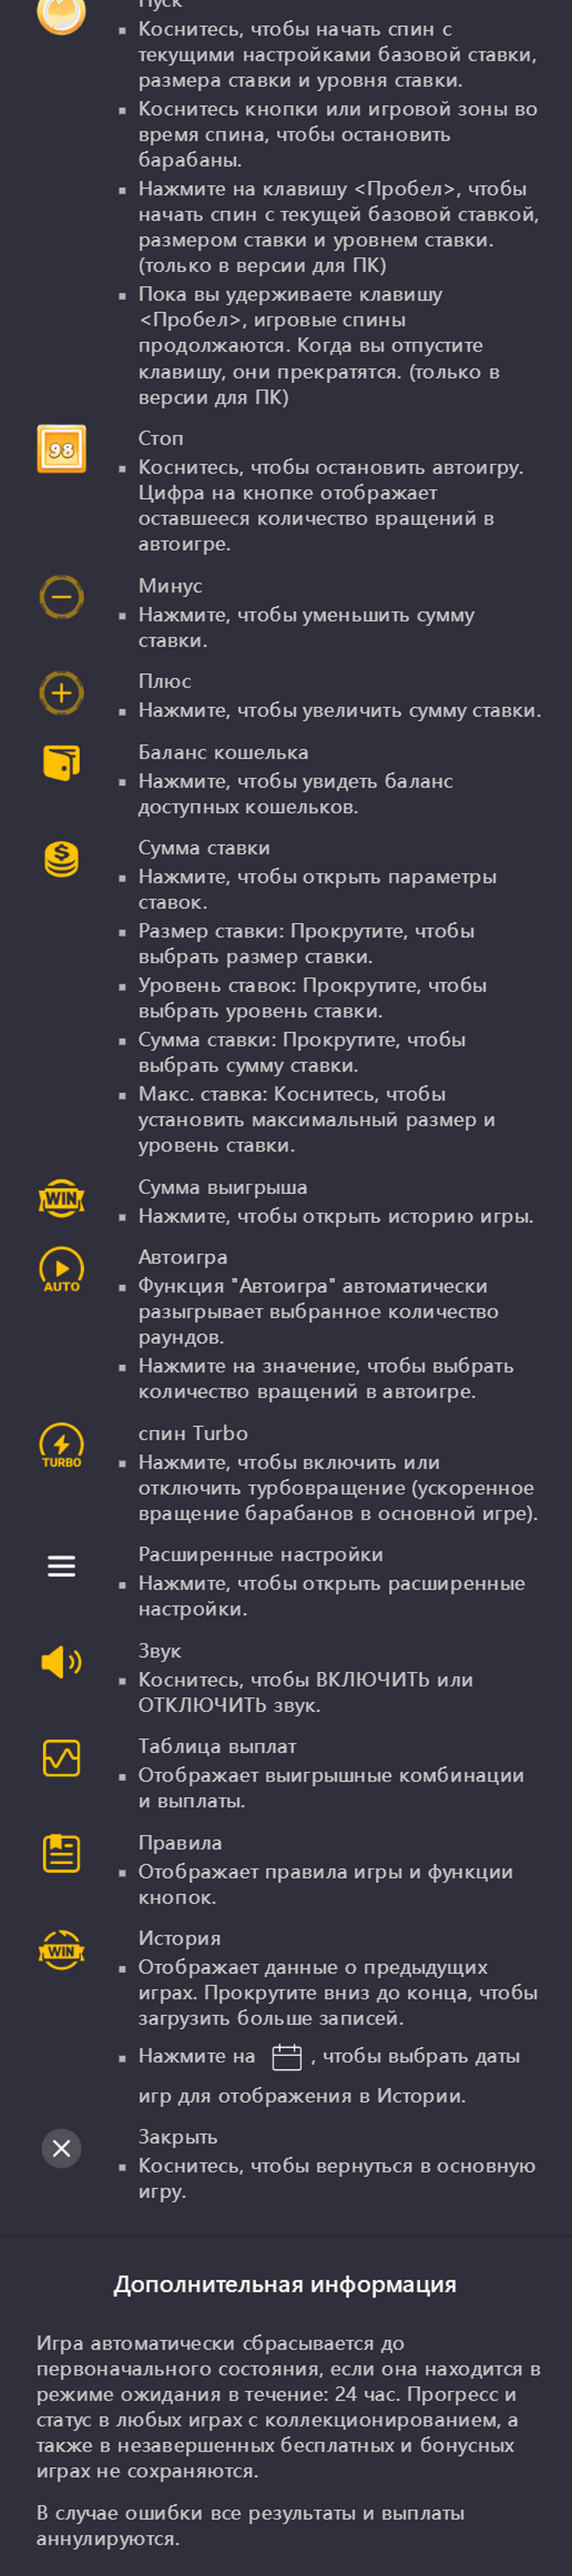 Пуск
Коснитесь, чтобы начать спин с
текущими настройками базовой ставки,
размера ставки и уровня ставки.
Коснитесь кнопки или игровой зоны во
время спина, чтобы остановить
барабаны.
Нажмите на клавишу <Пробел>, чтобы
начать спин с текущей базовой ставкой,
размером ставки и уровнем ставки.
(только в версии для ПК)
Пока вы удерживаете клавишу
<Пробел>, игровые спины
продолжаются. Когда вы отпустите
клавишу, они прекратятся. (только в
версии для ПК)
98
Стоп
Коснитесь, чтобы остановить автоигру.
Цифра на кнопке отображает
оставшееся количество вращений в
автоигре.
Минус
Нажмите, чтобы уменьшить сумму
ставки.
Плюс
Нажмите, чтобы увеличить сумму ставки.
Баланс кошелька
Нажмите, чтобы увидеть баланс
доступных кошельков.
Сумма ставки
Нажмите, чтобы открыть параметры
ставок.
Размер ставки: Прокрутите, чтобы
выбрать размер ставки.
Уровень ставок: Прокрутите, чтобы
выбрать уровень ставки.
Сумма ставки: Прокрутите, чтобы
выбрать сумму ставки.
Макс. ставка: Коснитесь, чтобы
установить максимальный размер и
уровень ставки.
WIN
Сумма выигрыша
Нажмите, чтобы открыть историю игры.
AUTO
Автоигра
Функция "Автоигра" автоматически
разыгрывает выбранное количество
раундов.
Нажмите на значение, чтобы выбрать
количество вращений в автоигре.
TURBO
спин Turbo
Нажмите, чтобы включить или
отключить турбовращение (ускоренное
вращение барабанов в основной игре).
Расширенные настройки
Нажмите, чтобы открыть расширенные
настройки.
Звук
Коснитесь, чтобы ВКЛЮЧИТЬ или
ОТКЛЮЧИТЬ звук.
Таблица выплат
Отображает выигрышные комбинации
и выплаты.
Правила
Отображает правила игры и функции
кнопок.
WIN
История
Отображает данные о предыдущих
играх. Прокрутите вниз до конца, чтобы
загрузить больше записей.
Нажмите на , чтобы выбрать даты
игр для отображения в Истории.
Закрыть
Коснитесь, чтобы вернуться в основную
игру.
Дополнительная информация
Игра автоматически сбрасывается до
первоначального состояния, если она находится в
режиме ожидания в течение: 24 час. Прогресс и
статус в любых играх с коллекционированием, а
также в незавершенных бесплатных и бонусных
играх не сохраняются.
В случае ошибки все результаты и выплаты
аннулируются.